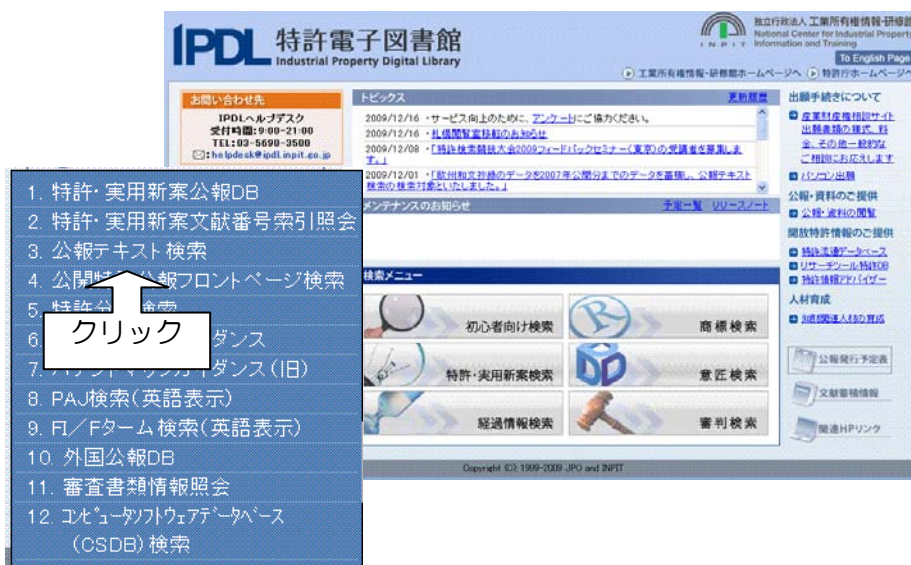 IPDL 特許電子図書館
Industrial Property Digital Library
独立行政法人 工業所有権情報・研修館
National Center for Industrial Property
Information and Training
INPIT
To English Page
工業所有権情報・研修館ホームページへ 特許庁ホームページへ
お問い合わせ先
IPDLヘルプデスク
受付時間:9:00-21:00
TEL:03-5690-3500
helpdesk@ipdl.inpit.go.jp
トピックス 更新履歴
2009/12/16 ・サービス向上のために、アンケートにご協力ください。
2009/12/16 ・札幌閲覧室移転のお知らせ
2009/12/08 ・「特許検索競技大会2009フィードバックセミナー(東京)の受講者を募集しま
す。」
2009/12/01 ・「欧州和文抄録のデータを2007年公開分までのデータを蓄積し、公報テキスト
検索の検索対象といたしました。」
メンテナンスのお知らせ 予定一覧 リリースノート
検索メニュー
初心者向け検索
商標検索
特許・実用新案検索
意匠検索
経過情報検索
審判検索
Copyright (C); 1999-2009 JPO and INPIT
出願手続きについて
産業財産権相談サイト
出願書類の様式、料
金、その他一般的な
ご相談にお応えします
パソコン出願
公報・資料のご提供
公報・資料の閲覧
開放特許情報のご提供
特許流通データベース
リサーチツール特許DB
特許情報アドバイザー
人材育成
知財関連人材の育成
公報発行予定表
文献蓄積情報
関連HPリンク
1. 特許・実用新案公報DB
2. 特許・実用新案文献番号索引照会
3. 公報テキスト検索
4. 公開特許公報フロントページ検索
5. 特許分類検索
6. ダンス
7. パテントマップガイダンス(旧)
8. PAJ検索(英語表示)
9. FI/Fターム検索(英語表示)
10. 外国公報DB
11. 審査書類情報照会
12. コンピュータソフトウェアデータベース
(CSDB)検索
クリック